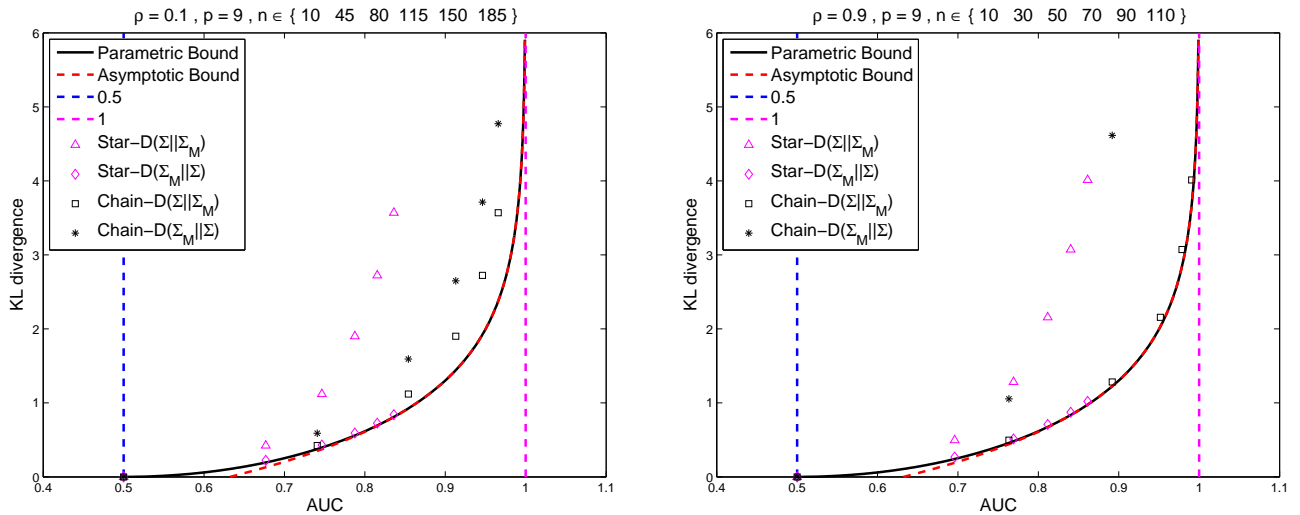 ρ = 0.1 , p = 9 , n ∈ { 10 45 80 115 150 185 }
KL divergence
6
5
4
3
2
1
0
Parametric Bound
Asymptotic Bound
0.5
1
Star−D(Σ||Σ_M)
Star−D(Σ_M||Σ)
Chain−D(Σ||Σ_M)
Chain−D(Σ_M||Σ)
0.4 0.5 0.6 0.7 0.8 0.9 1 1.1
AUC
ρ = 0.9 , p = 9 , n ∈ { 10 30 50 70 90 110 }
KL divergence
6
5
4
3
2
1
0
Parametric Bound
Asymptotic Bound
0.5
1
Star−D(Σ||Σ_M)
Star−D(Σ_M||Σ)
Chain−D(Σ||Σ_M)
Chain−D(Σ_M||Σ)
0.4 0.5 0.6 0.7 0.8 0.9 1 1.1
AUC